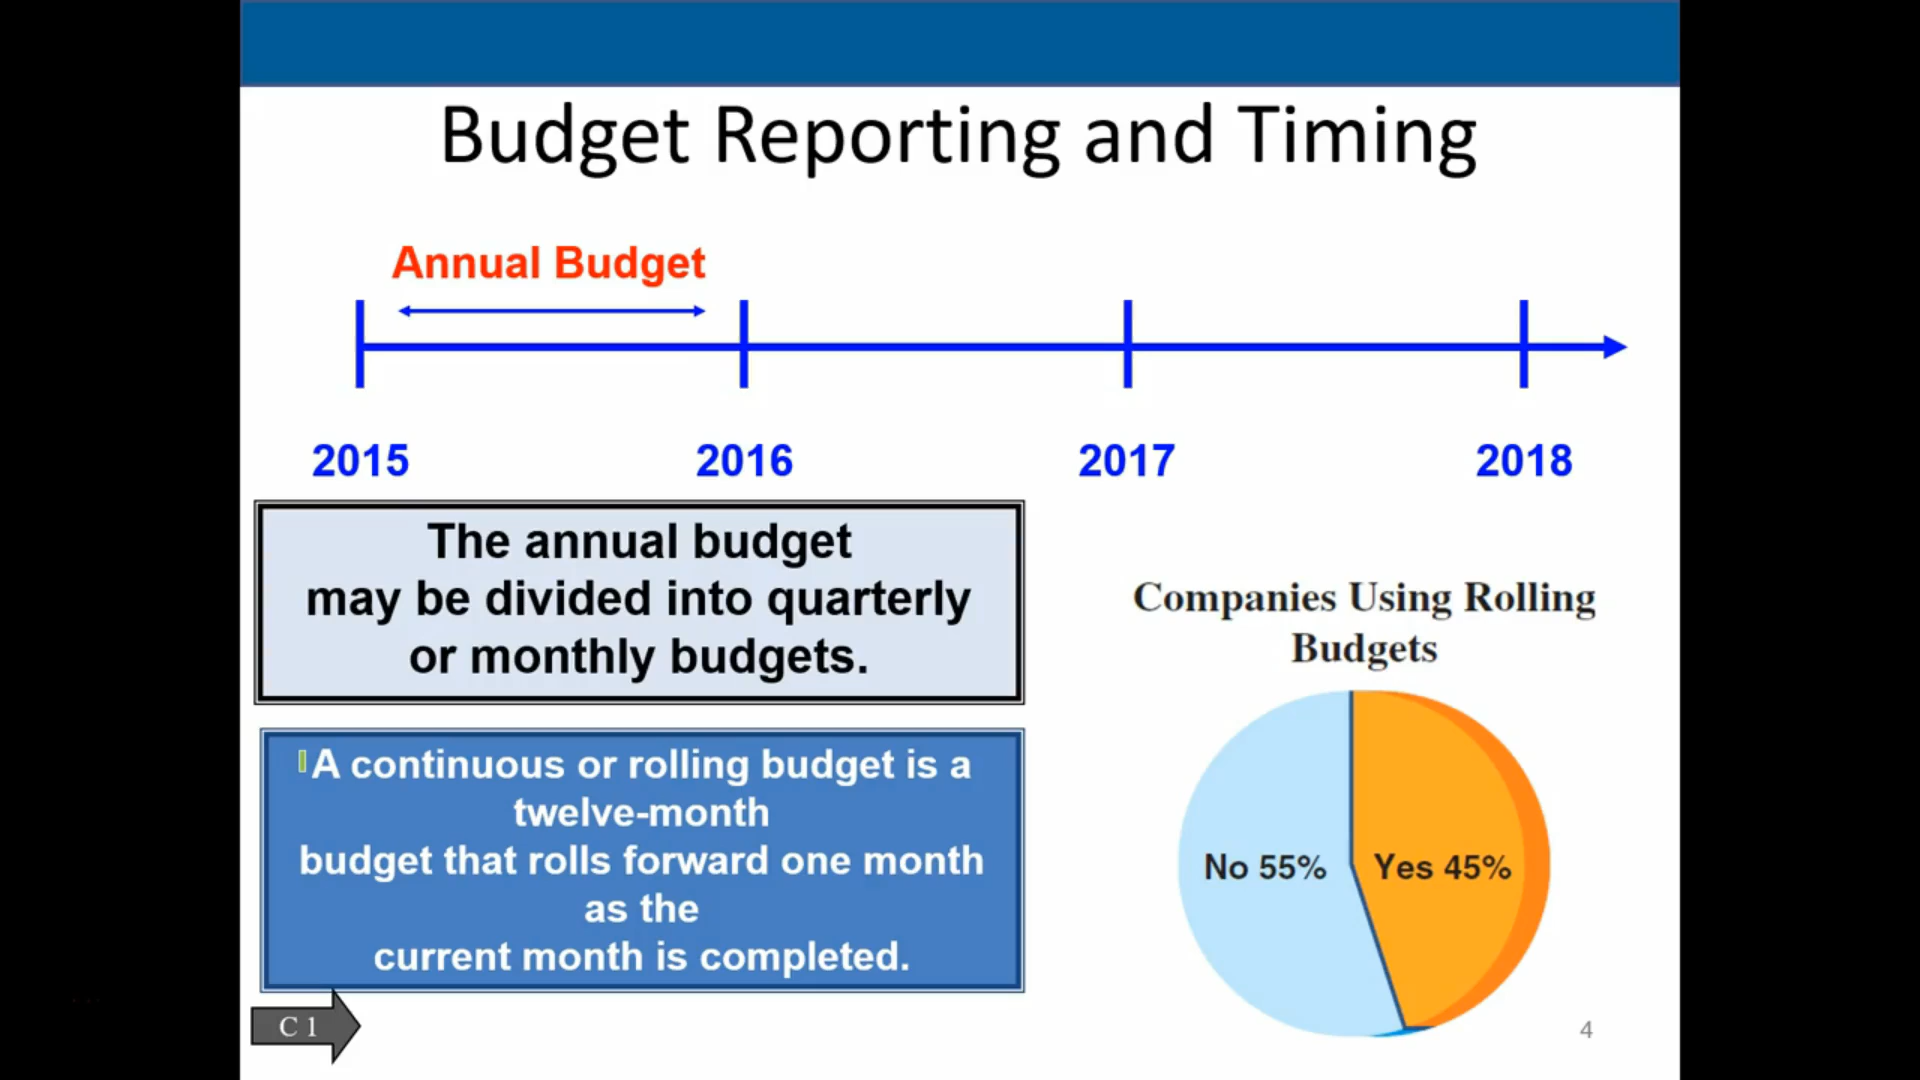 Budget Reporting and Timing
Annual Budget
2015 2016 2017 2018
The annual budget
may be divided into quarterly
or monthly budgets.
A continuous or rolling budget is a
twelve-month
budget that rolls forward one month
as the
current month is completed.
Companies Using Rolling
Budgets
No 55% Yes 45%
C 1
4